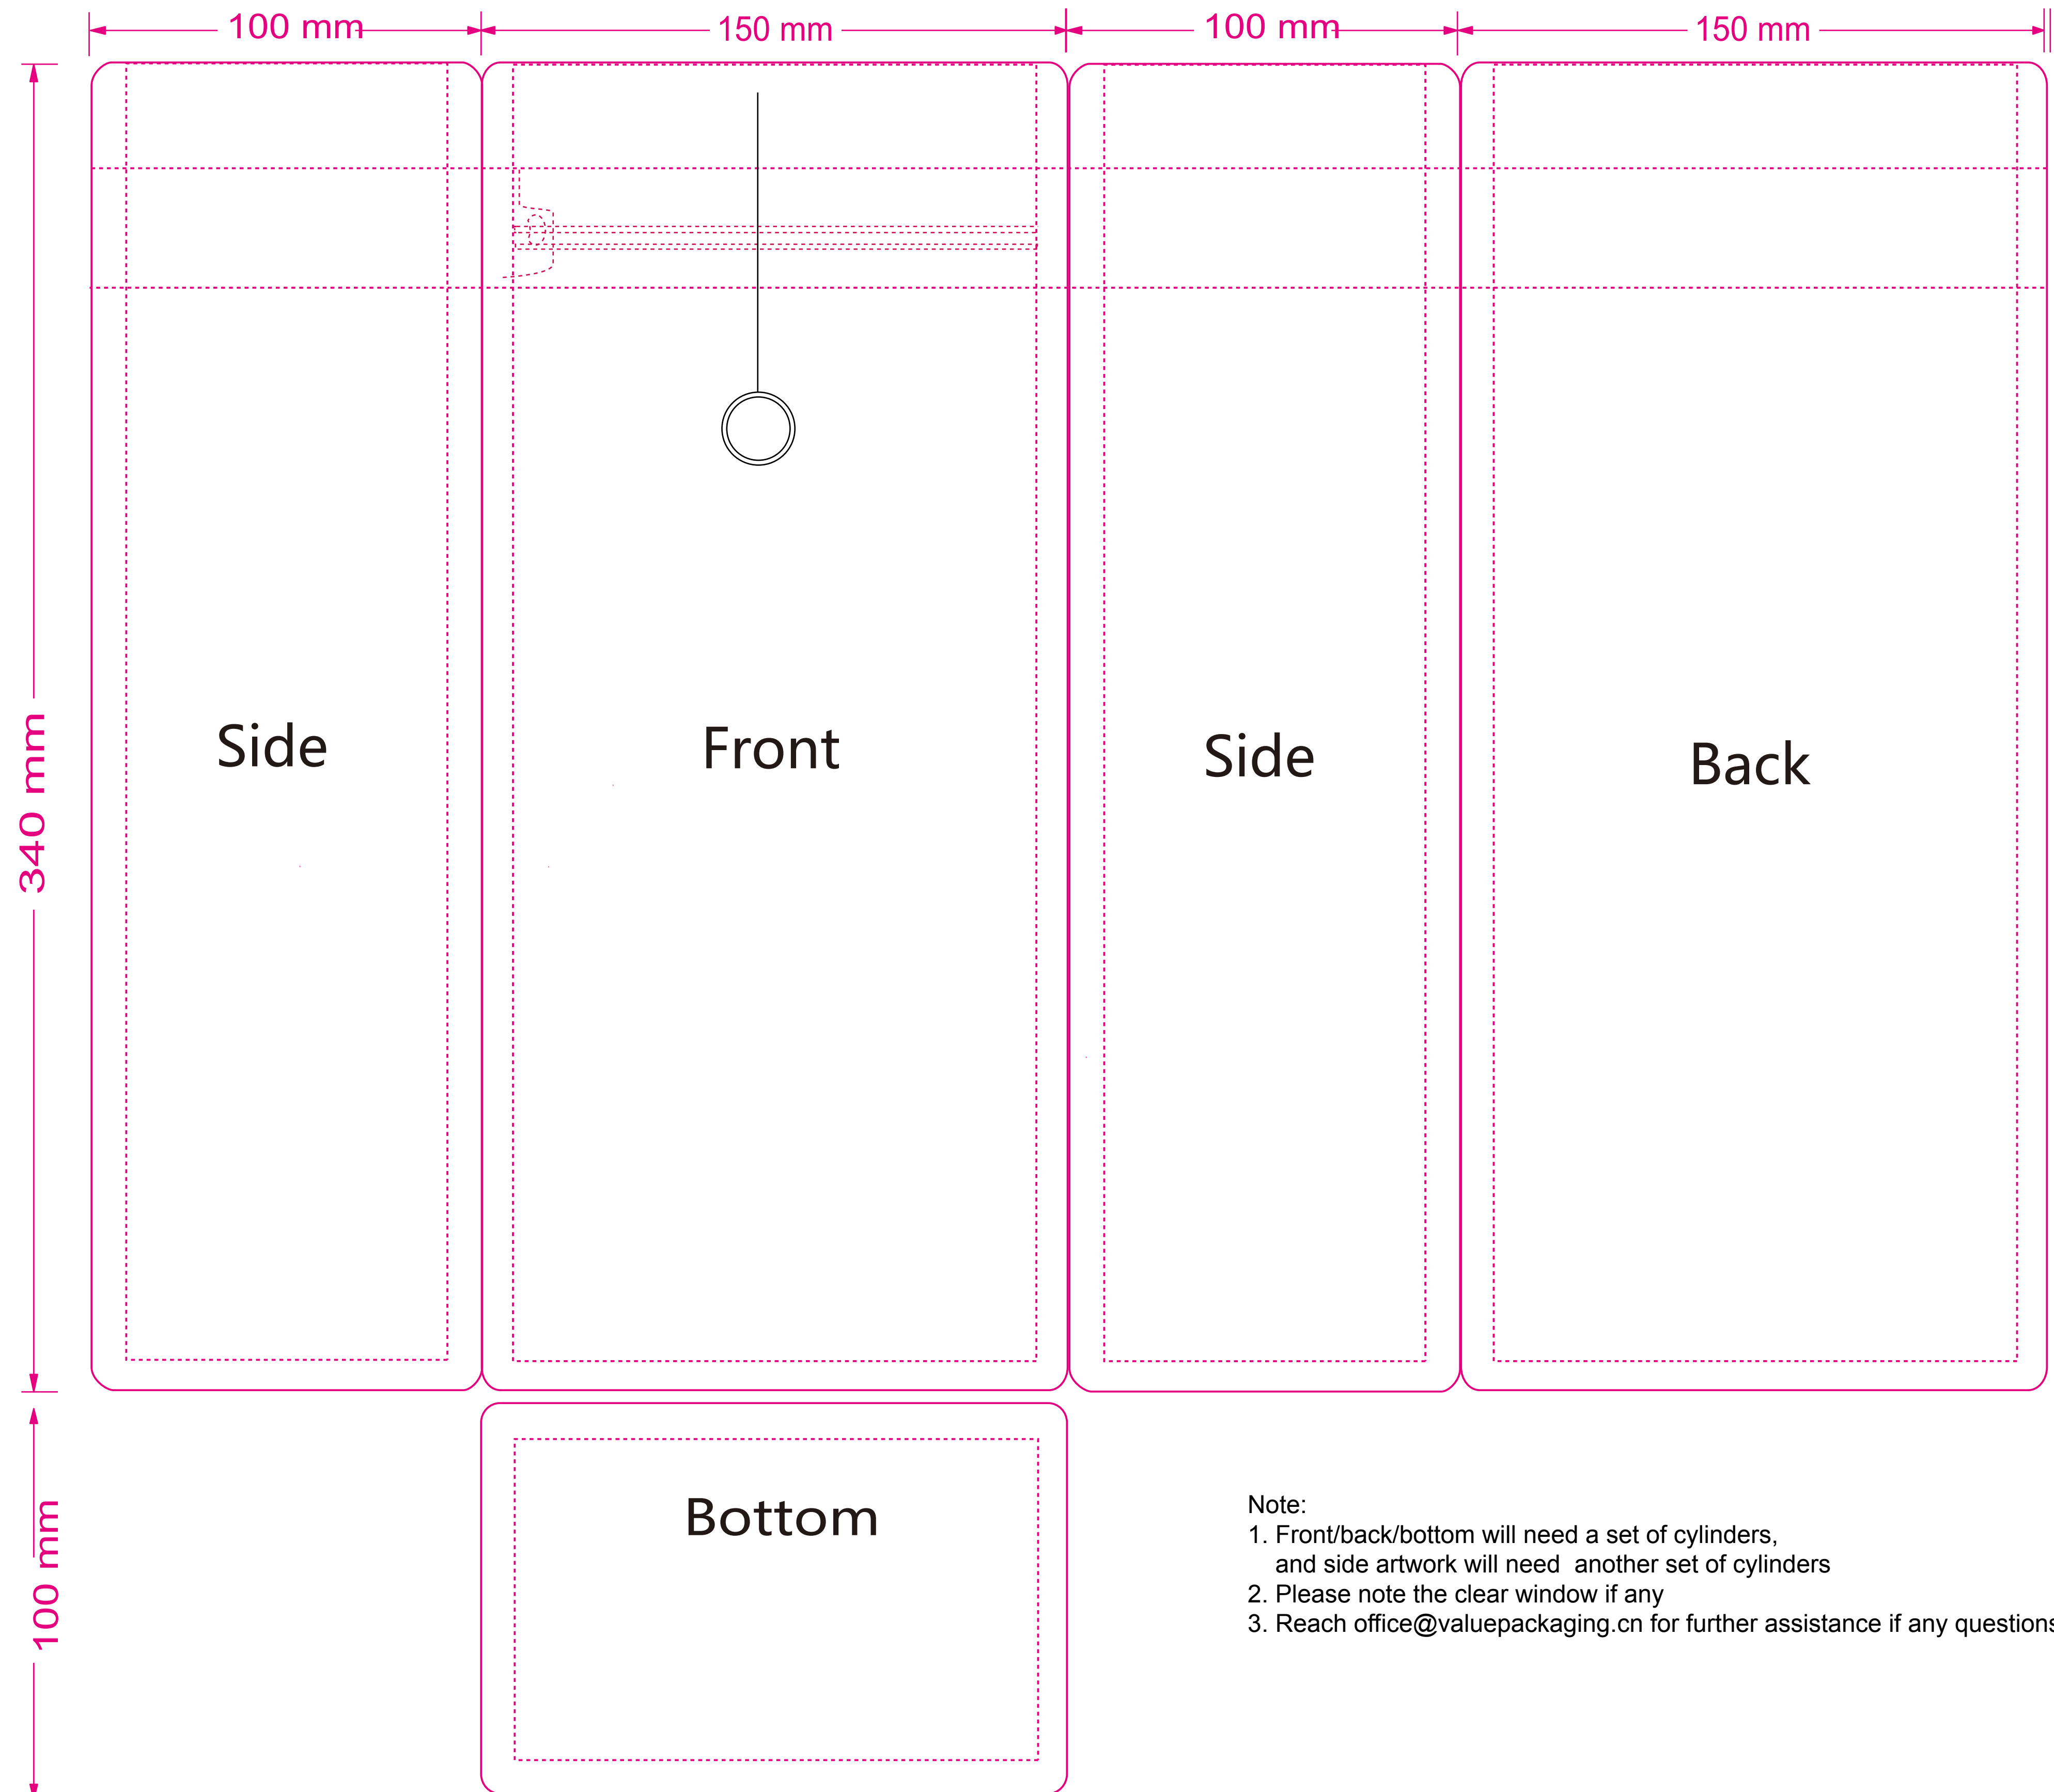 100 mm
150 mm
100 mm
150 mm
340 mm
Side
Front
Side
Back
100 mm
Bottom
Note:
1. Front/back/bottom will need a set of cylinders,
and side artwork will need  another set of cylinders
2. Please note the clear window if any
3. Reach office@valuepackaging.cn for further assistance if any questions